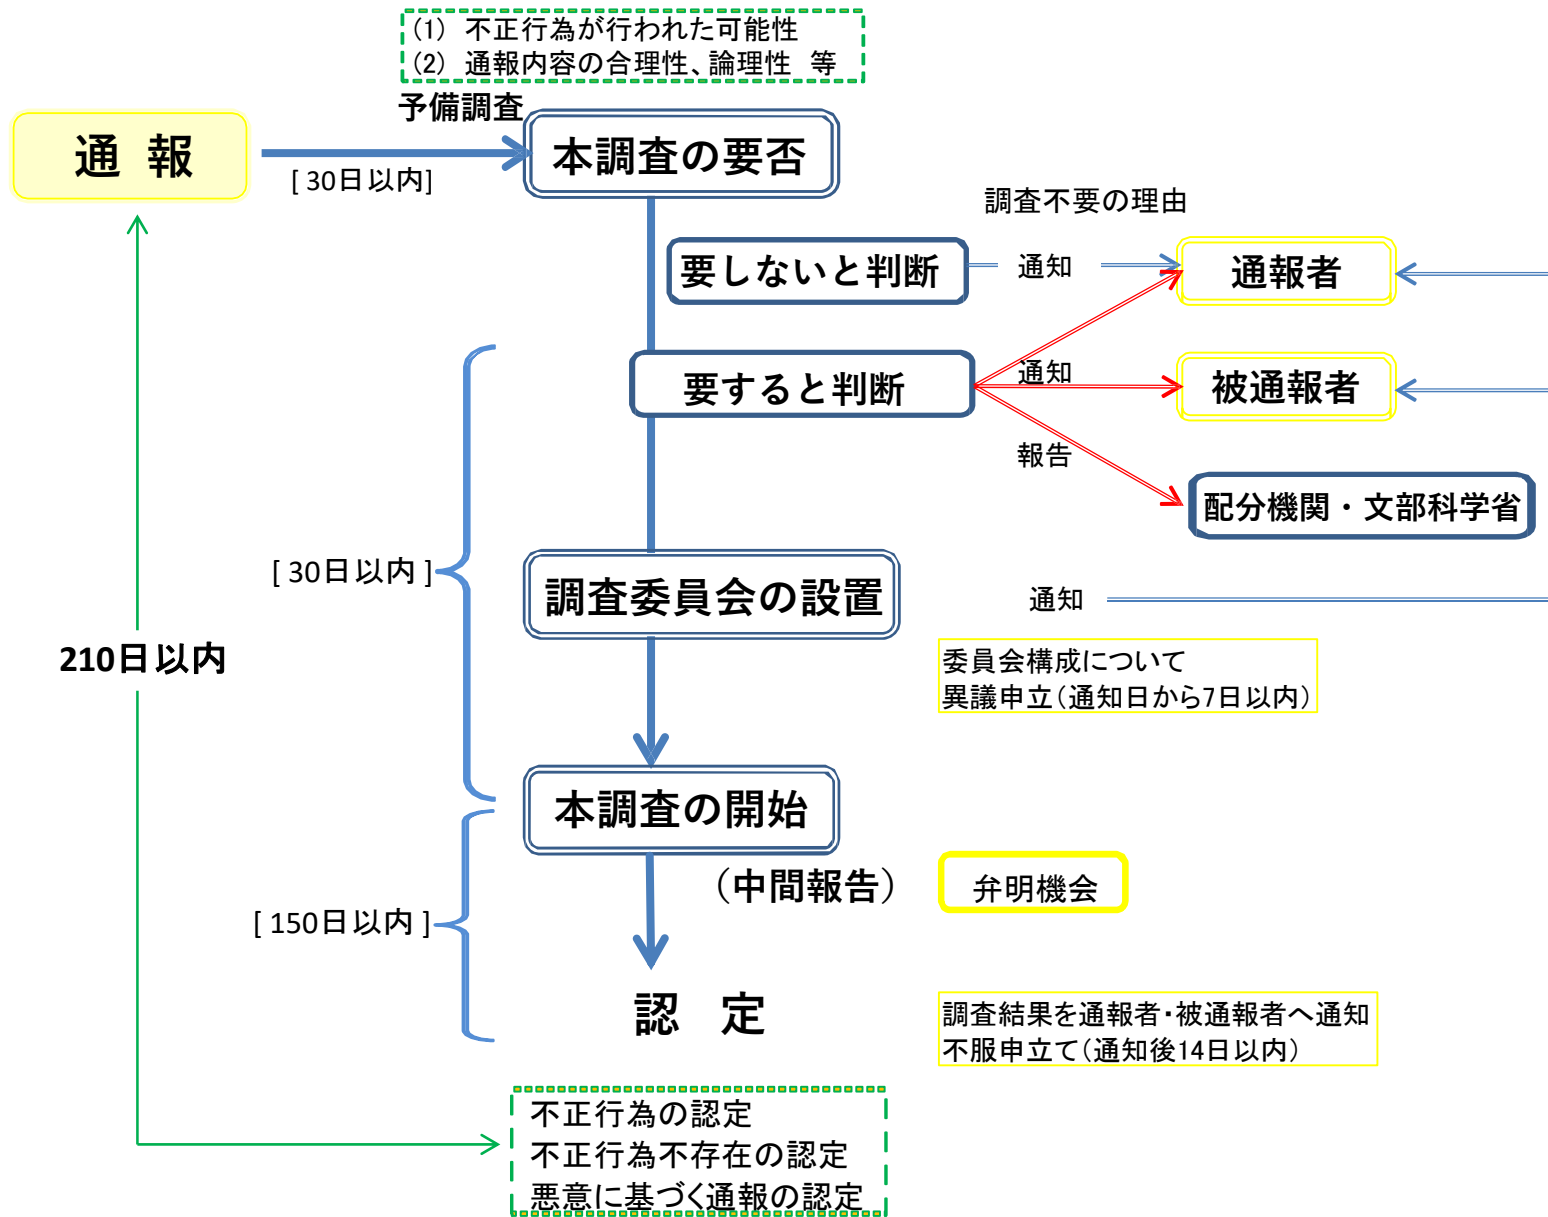 (1) 不正行為が行われた可能性
(2) 通報内容の合理性、論理性 等
予備調査
通 報
本調査の要否
[ 30日以内]
調査不要の理由
要しないと判断
通知
通報者
要すると判断
通知
被通報者
報告
配分機関・文部科学省
[ 30日以内 ]
調査委員会の設置
通知
210日以内
委員会構成について
異議申立(通知日から7日以内)
本調査の開始
(中間報告)
弁明機会
[ 150日以内 ]
認 定
調査結果を通報者・被通報者へ通知
不服申立て(通知後14日以内)
不正行為の認定
不正行為不存在の認定
悪意に基づく通報の認定